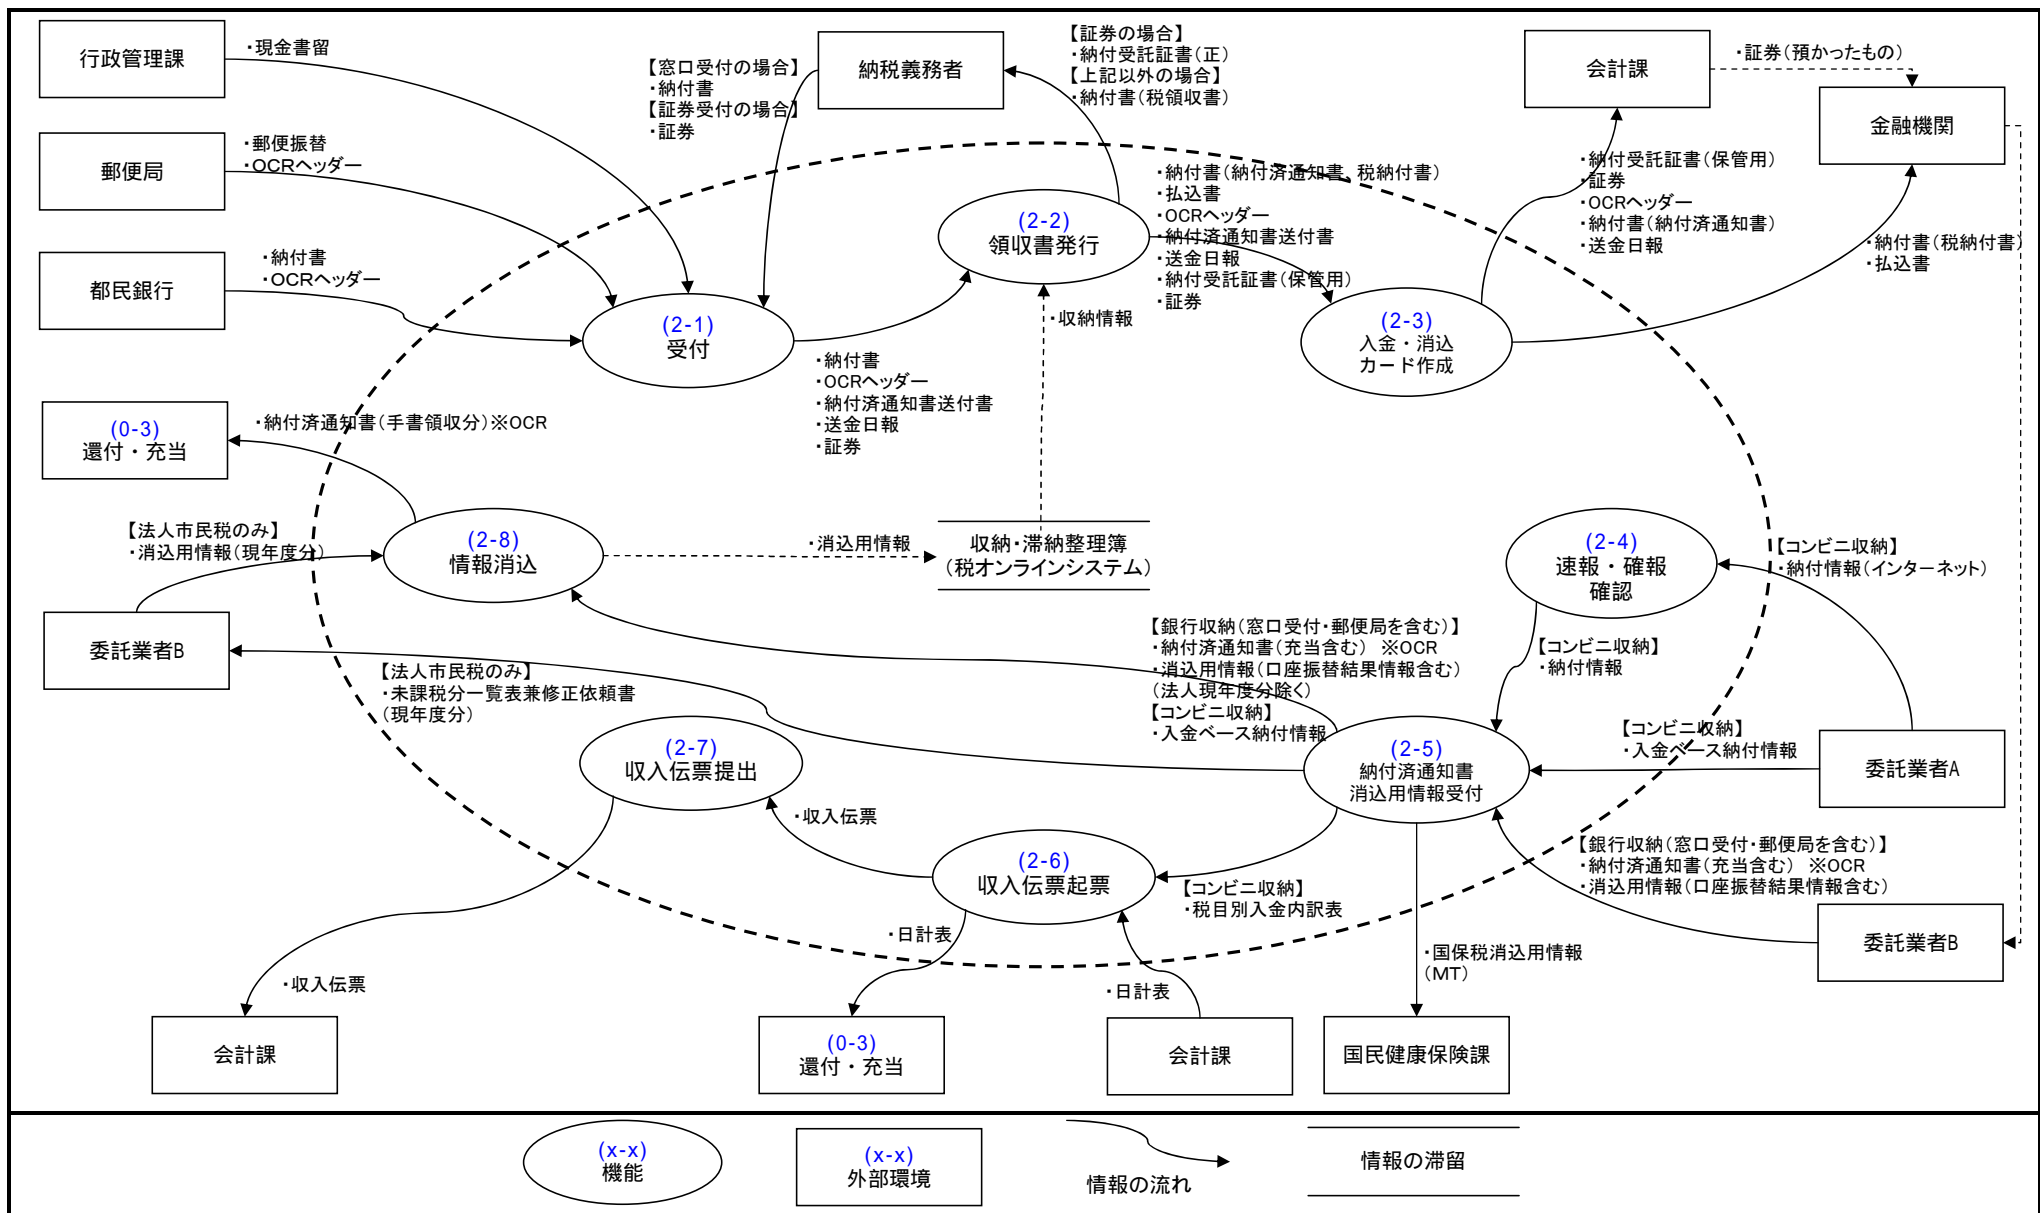 行政管理課
・現金書留
郵便局
・郵便振替
・OCRヘッダー
都民銀行
・納付書
・OCRヘッダー
【窓口受付の場合】
・納付書
【証券受付の場合】
・証券
納税義務者
【証券の場合】
・納付受託証書(正)
【上記以外の場合】
・納付書(税領収書)
会計課
・証券(預かったもの)
金融機関
(2-1)
受付
(2-2)
領収書発行
・納付書(納付済通知書、税納付書)
・払込書
・OCRヘッダー
・納付済通知書送付書
・送金日報
・納付受託証書(保管用)
・証券
・納付受託証書(保管用)
・証券
・OCRヘッダー
・納付書(納付済通知書)
・送金日報
・納付書(税納付書)
・払込書
(2-3)
入金・消込
カード作成
・収納情報
・納付書
・OCRヘッダー
・納付済通知書送付書
・送金日報
・証券
(0-3)
還付・充当
・納付済通知書(手書領収分)※OCR
【法人市民税のみ】
・消込用情報(現年度分)
(2-8)
情報消込
・消込用情報
収納・滞納整理簿
(税オンラインシステム)
(2-4)
速報・確報
確認
【コンビニ収納】
・納付情報(インターネット)
委託業者B
【法人市民税のみ】
・未課税分一覧表兼修正依頼書
(現年度分)
【銀行収納(窓口受付・郵便局を含む)】
・納付済通知書(充当含む) ※OCR
・消込用情報(口座振替結果情報含む)
(法人現年度分除く)
【コンビニ収納】
・入金ベース納付情報
【コンビニ収納】
・納付情報
【コンビニ収納】
・入金ベース納付情報
委託業者A
(2-7)
収入伝票提出
(2-5)
納付済通知書
消込用情報受付
・収入伝票
(2-6)
収入伝票起票
【コンビニ収納】
・税目別入金内訳表
【銀行収納(窓口受付・郵便局を含む)】
・納付済通知書(充当含む) ※OCR
・消込用情報(口座振替結果情報含む)
委託業者B
・日計表
・収入伝票
・日計表
・国保税消込用情報
(MT)
会計課
(0-3)
還付・充当
会計課
国民健康保険課
(x-x)
機能
(x-x)
外部環境
情報の流れ
情報の滞留